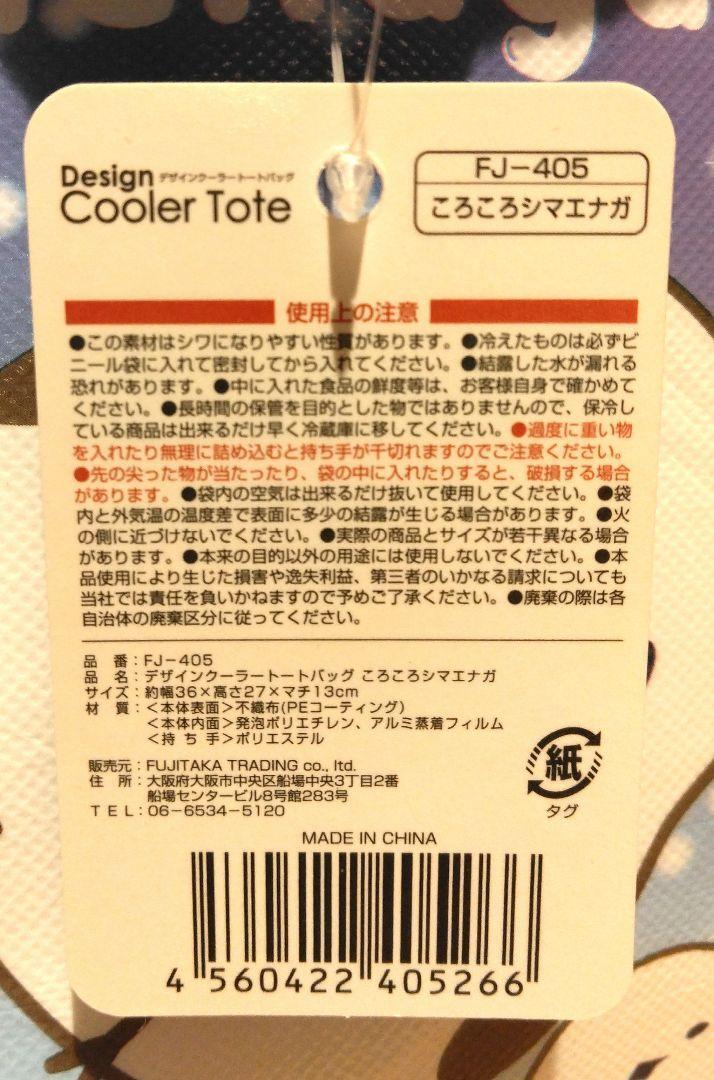 Design デザインクーラートートバッグ
Cooler Tote
FJ-405
ころころシマエナガ
使用上の注意
●この素材はシワになりやすい性質があります。●冷えたものは必ずビ
ニール袋に入れて密封してから入れてください。●結露した水が漏れる
恐れがあります。●中に入れた食品の鮮度等は、お客様自身で確かめて
ください。●長時間の保管を目的とした物ではありませんので、保冷し
ている商品は出来るだけ早く冷蔵庫に移してください。●過度に重い物
を入れたり無理に詰め込むと持ち手が千切れますのでご注意ください。
●先の尖った物が当たったり、袋の中に入れたりすると、破損する場合
があります。●袋内の空気は出来るだけ抜いて使用してください。●袋
内と外気温の温度差で表面に多少の結露が生じる場合があります。●火
の側に近づけないでください。●実際の商品とサイズが若干異なる場合
があります。●本来の目的以外の用途には使用しないでください。●本
品使用により生じた損害や逸失利益、第三者のいかなる請求についても
当社では責任を負いかねますので予めご了承ください。●廃棄の際は各
自治体の廃棄区分に従ってください。
品 番：FJ-405
品 名：デザインクーラートートバッグ ころころシマエナガ
サイズ：約幅36×高さ27×マチ13cm
材 質：＜本体表面＞不織布(PEコーティング)
＜本体内面＞発泡ポリエチレン、アルミ蒸着フィルム
＜持 ち 手＞ポリエステル
販売元：FUJITAKA TRADING co., ltd.
住 所：大阪府大阪市中央区船場中央3丁目2番
船場センタービル8号館283号
ＴＥＬ：06-6534-5120
紙
タグ
MADE IN CHINA
4 560422 405266